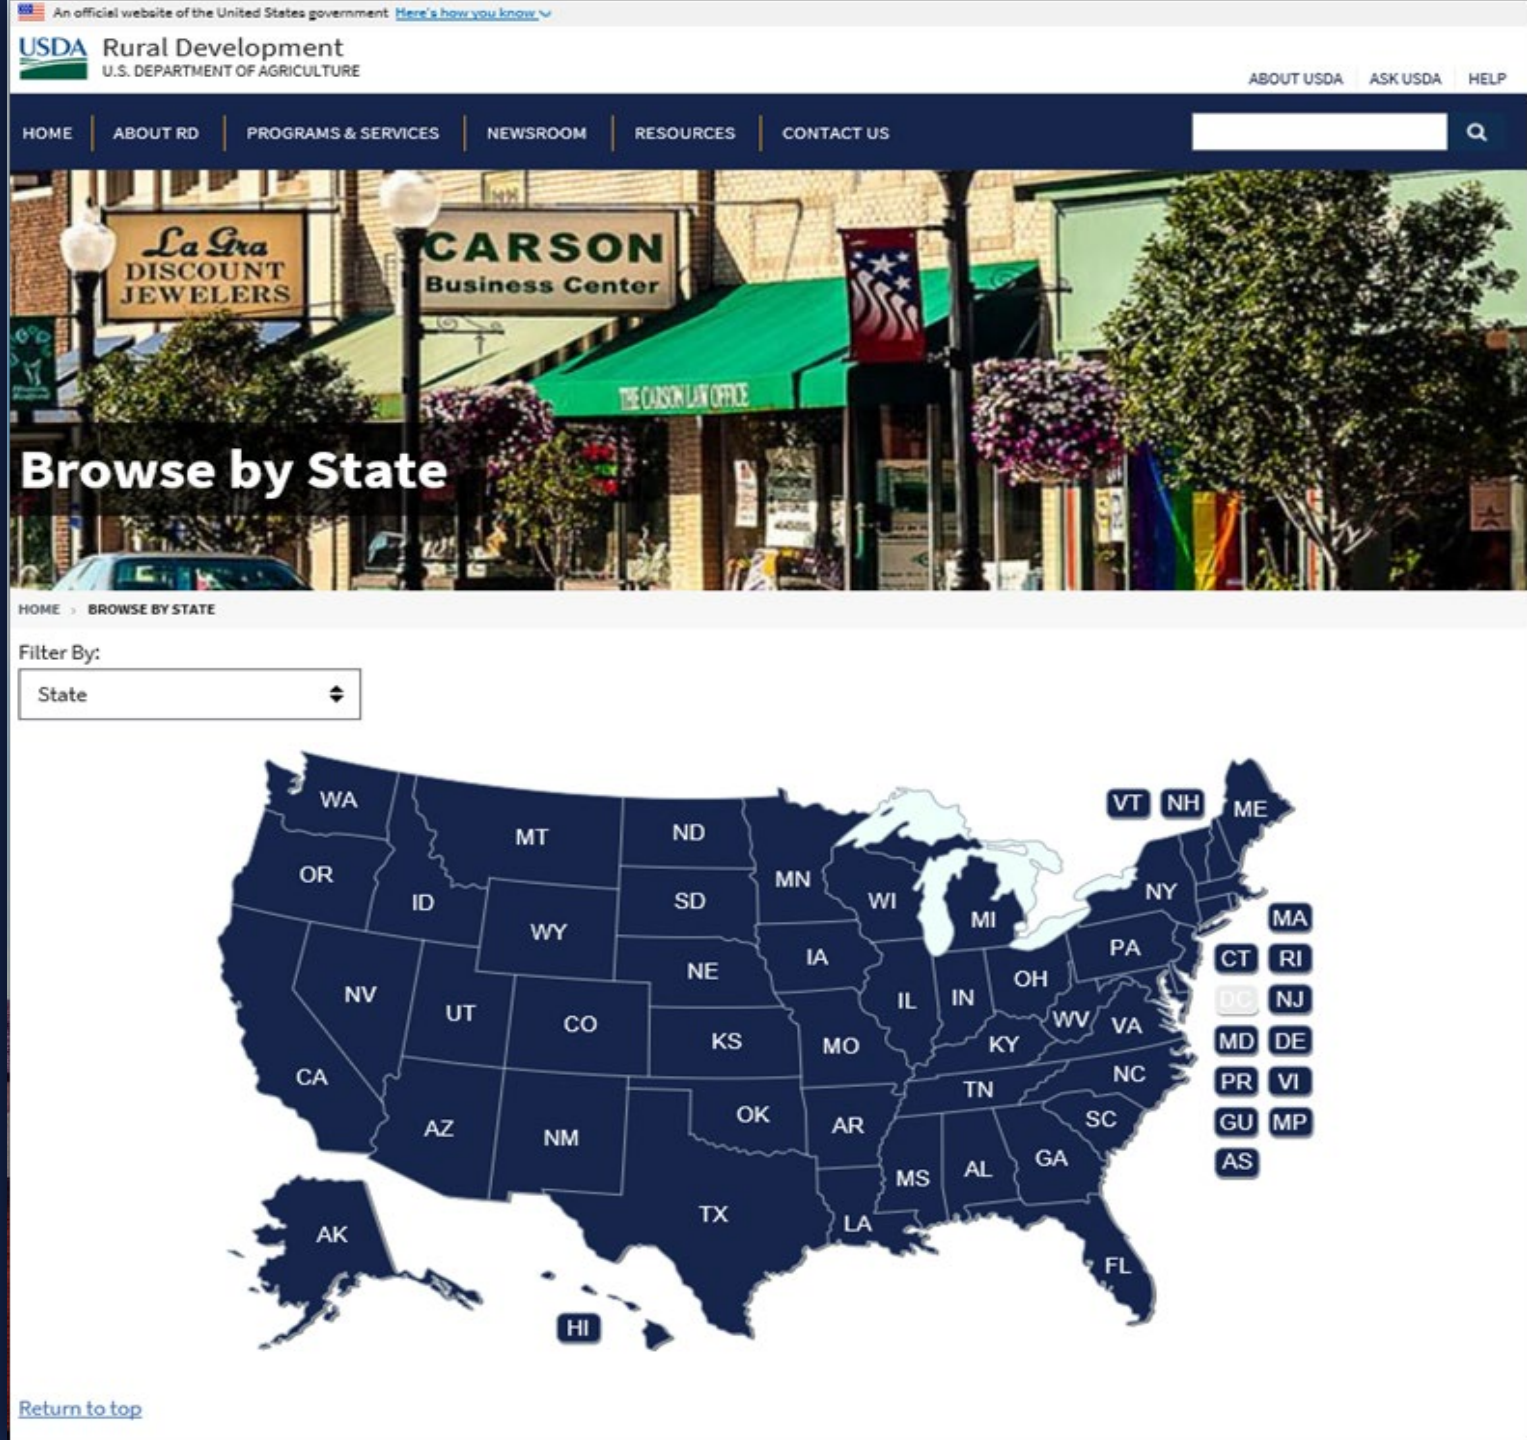 An official website of the United States government Here's how you know
USDA Rural Development
U.S. DEPARTMENT OF AGRICULTURE
ABOUT USDA ASK USDA HELP
HOME ABOUT RD PROGRAMS & SERVICES NEWSROOM RESOURCES CONTACT US
La Gra
DISCOUNT
JEWELERS
CARSON
Business Center
THE CARSON LAW OFFICE
Browse by State
HOME > BROWSE BY STATE
Filter By:
State
WA
MT
ND
MN
VT NH ME
OR
ID
WY
SD
WI
MI
NY
MA
NV
UT
CO
NE
IA
IL
IN
OH
PA
CT RI
DC NJ
CA
KS
MO
KY
WV
VA
MD DE
AZ
NM
OK
AR
TN
NC
SC
PR VI
GU MP
AS
TX
LA
MS
AL
GA
FL
AK
HI
Return to top